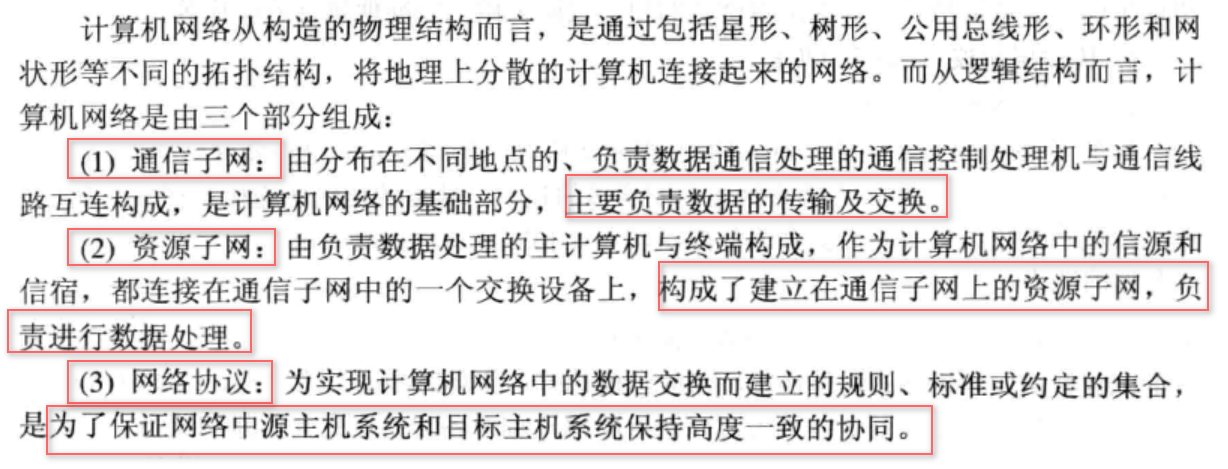 计算机网络从构造的物理结构而言，是通过包括星形、树形、公用总线形、环形和网
状形等不同的拓扑结构，将地理上分散的计算机连接起来的网络。而从逻辑结构而言，计
算机网络是由三个部分组成：
(1) 通信子网：由分布在不同地点的、负责数据通信处理的通信控制处理机与通信线
路互连构成，是计算机网络的基础部分，主要负责数据的传输及交换。
(2) 资源子网：由负责数据处理的主计算机与终端构成，作为计算机网络中的信源和
信宿，都连接在通信子网中的一个交换设备上，构成了建立在通信子网上的资源子网，负
责进行数据处理。
(3) 网络协议：为实现计算机网络中的数据交换而建立的规则、标准或约定的集合，
是为了保证网络中源主机系统和目标主机系统保持高度一致的协同。